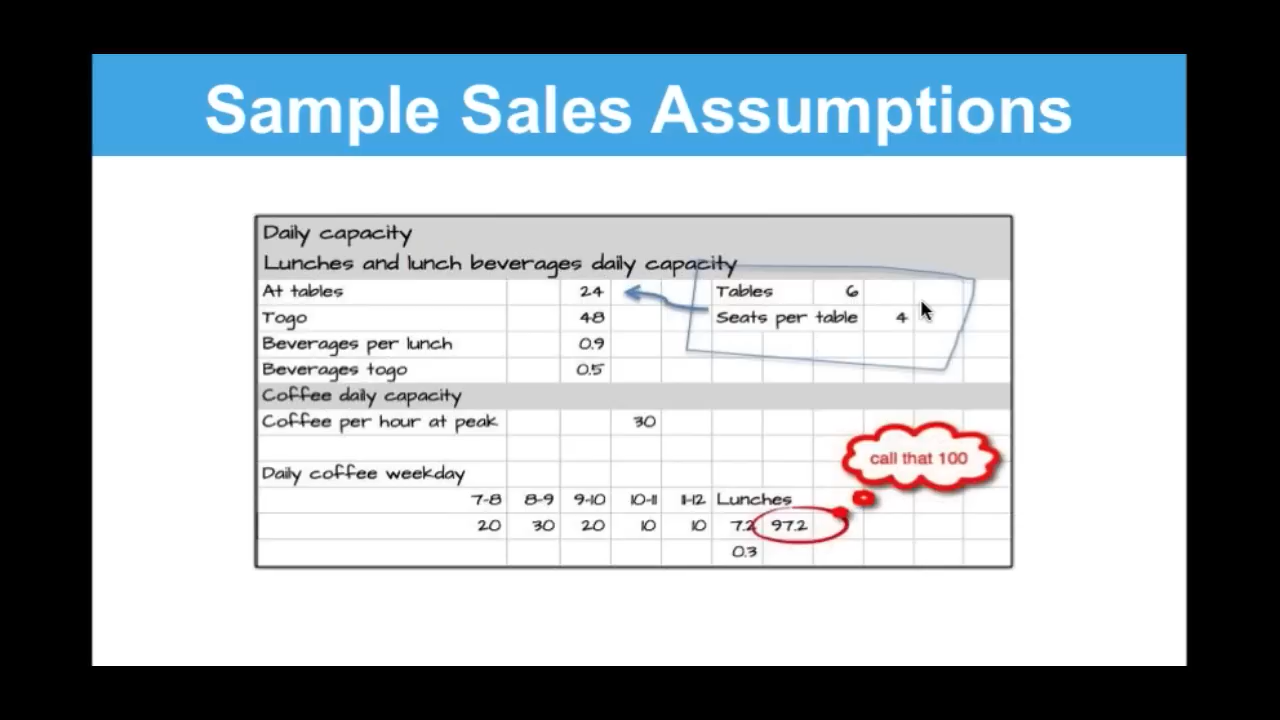 Sample Sales Assumptions
Daily capacity
Lunches and lunch beverages daily capacity
At tables 24 Tables 6
Togo 48 Seats per table 4
Beverages per lunch 0.9
Beverages togo 0.5
Coffee daily capacity
Coffee per hour at peak 30
call that 100
Daily coffee weekday
7-8 8-9 9-10 10-11 11-12 Lunches
20 30 20 10 10 7.2 97.2
0.3